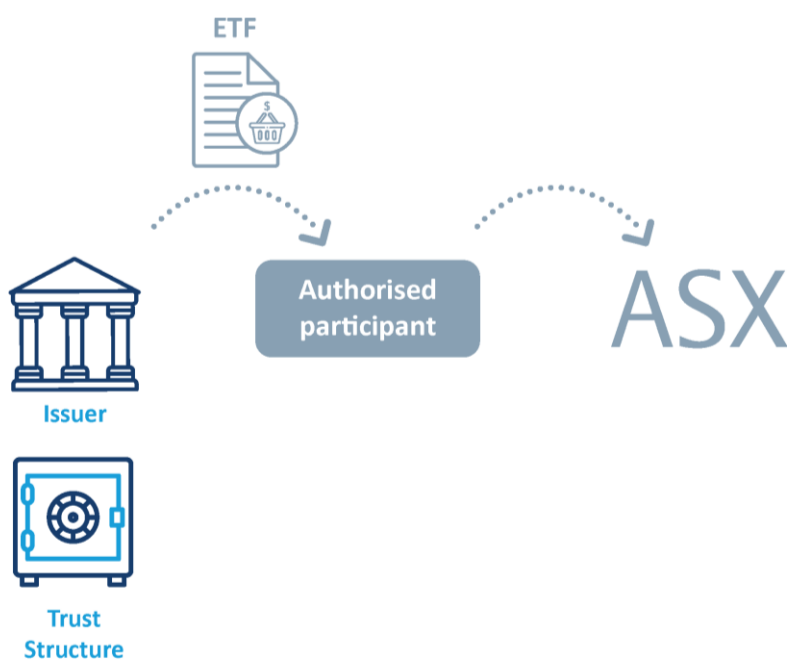 ETF
$
Authorised
participant
ASX
Issuer
Trust
Structure